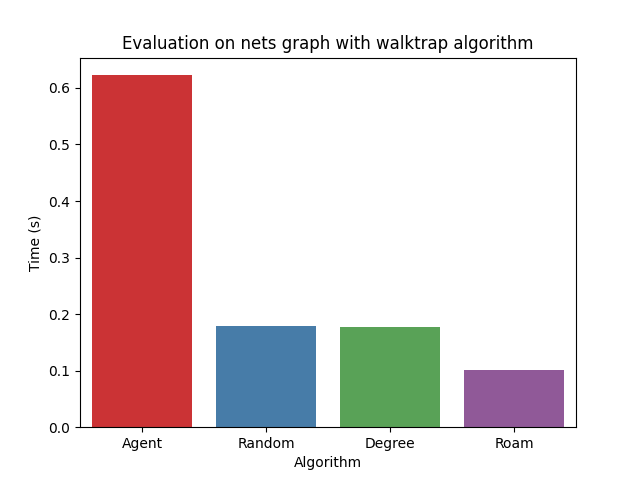 Evaluation on nets graph with walktrap algorithm
0.6
0.5
0.4
0.3
0.2
0.1
0.0
Time (s)
Agent Random Degree Roam
Algorithm